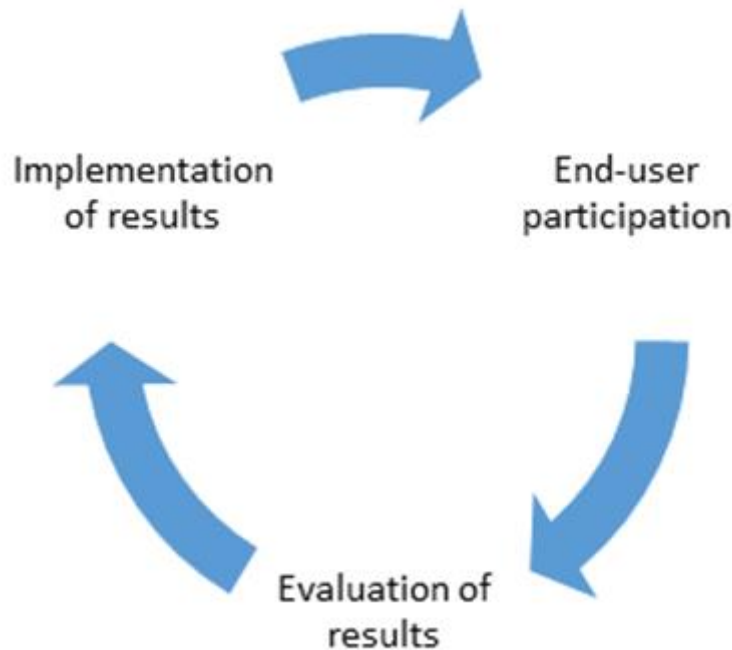 Implementation
of results
End-user
participation
Evaluation of
results